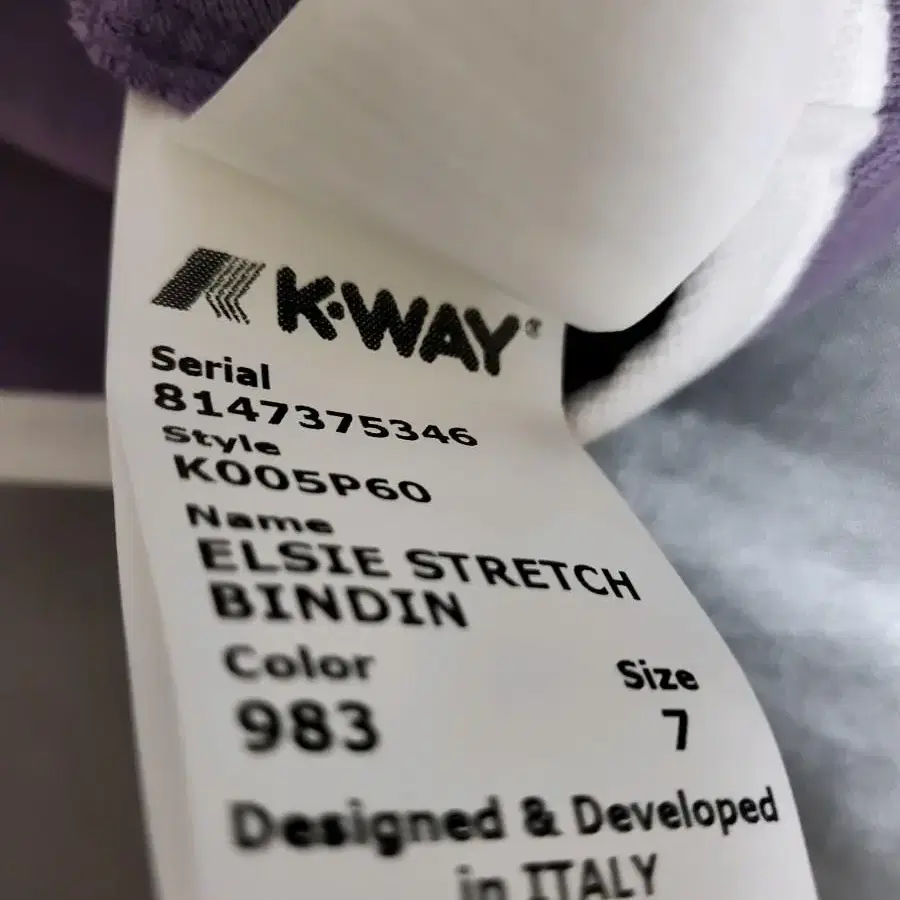 K·WAY®
Serial
8147375346
Style
K005P60
Name
ELSIE STRETCH
BINDIN
Color Size
983 7
Designed & Developed
in ITALY